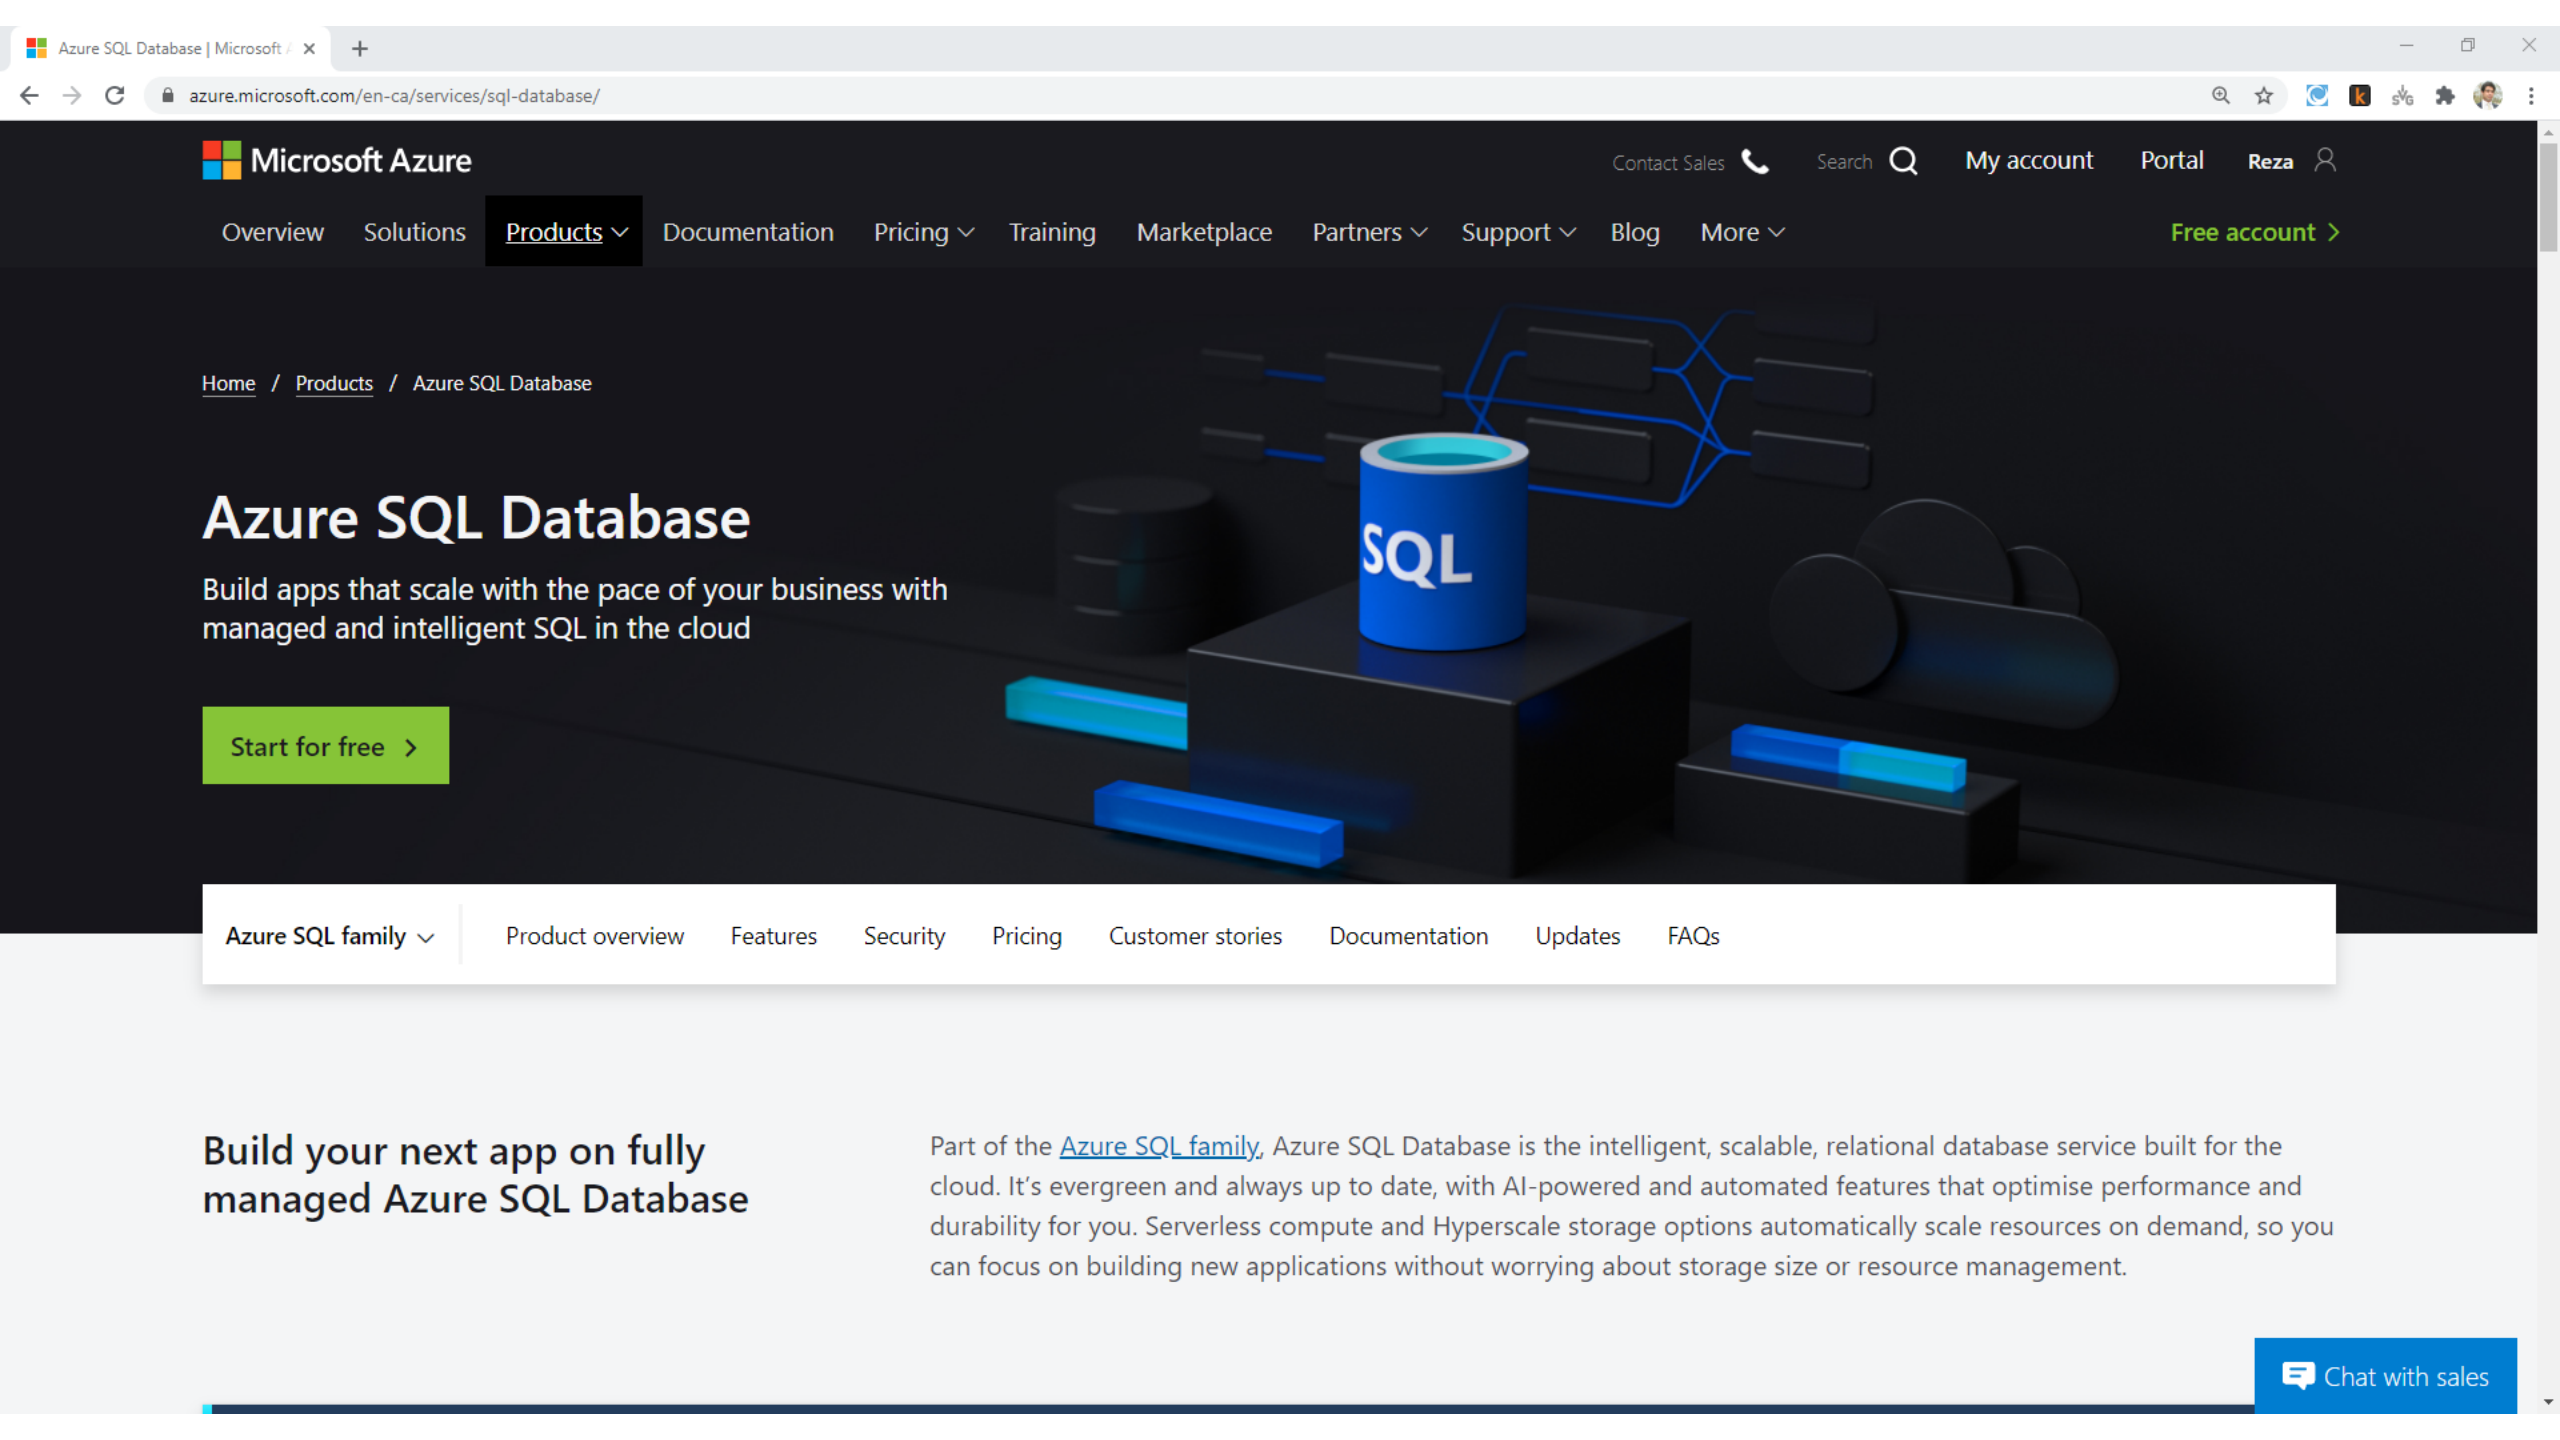 Azure SQL Database | Microsoft
azure.microsoft.com/en-ca/services/sql-database/
Microsoft Azure
Contact Sales Search My account Portal Reza
Overview Solutions Products Documentation Pricing Training Marketplace Partners Support Blog More Free account
Home / Products / Azure SQL Database
Azure SQL Database
Build apps that scale with the pace of your business with
managed and intelligent SQL in the cloud
Start for free
SQL
Azure SQL family Product overview Features Security Pricing Customer stories Documentation Updates FAQs
Build your next app on fully
managed Azure SQL Database
Part of the Azure SQL family, Azure SQL Database is the intelligent, scalable, relational database service built for the
cloud. It’s evergreen and always up to date, with AI-powered and automated features that optimise performance and
durability for you. Serverless compute and Hyperscale storage options automatically scale resources on demand, so you
can focus on building new applications without worrying about storage size or resource management.
Chat with sales